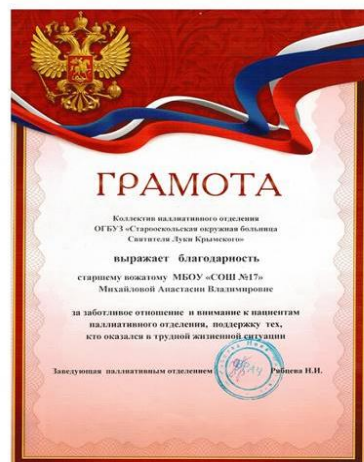 ГРАМОТА
Коллектив паллиативного отделения
ОГБУЗ «Старооскольская окружная больница
Святителя Луки Крымского»
выражает благодарность
старшему вожатому МБОУ «СОШ №17»
Михайловой Анастасии Владимировне
за заботливое отношение и внимание к пациентам
паллиативного отделения, поддержку тех,
кто оказался в трудной жизненной ситуации
Заведующая паллиативным отделением Рябцева Н.И.